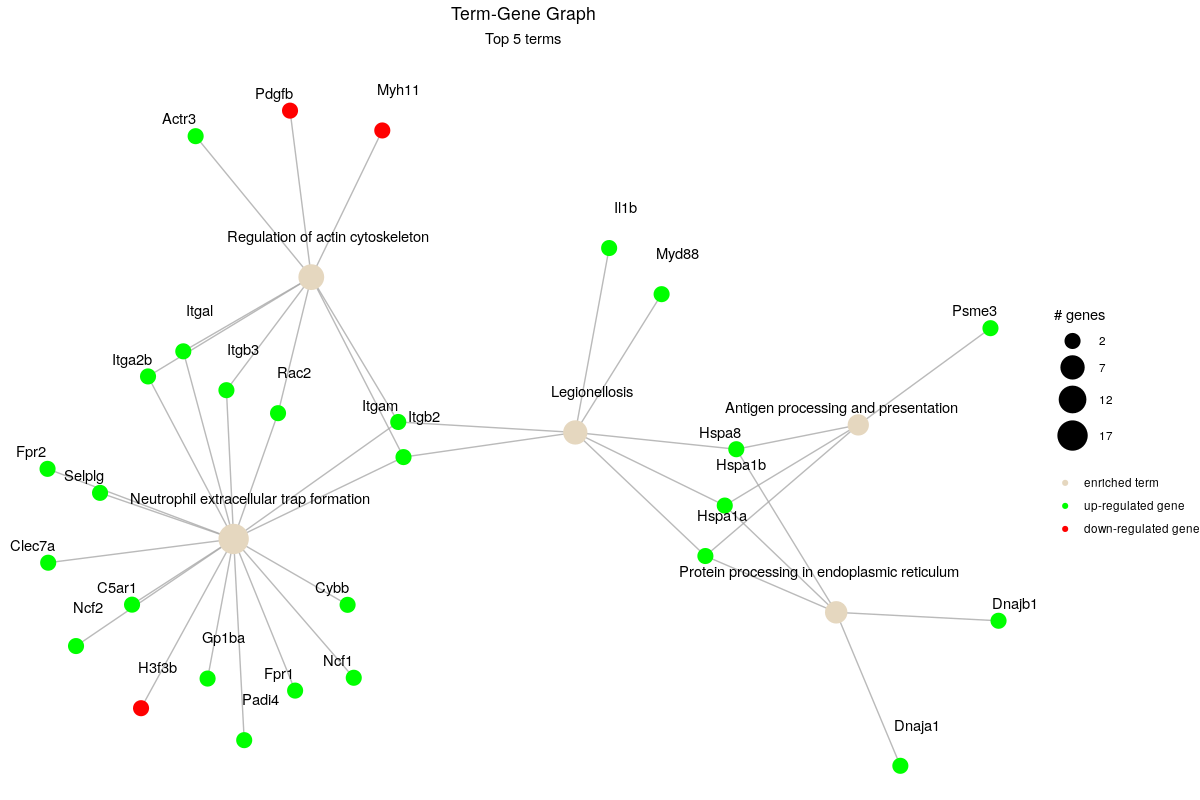 Term-Gene Graph
Top 5 terms
Myh11
Pdgfb
Actr3
Il1b
Regulation of actin cytoskeleton
Myd88
Itgal
Psme3
# genes
2
Itgb3
Itga2b
7
Rac2
Legionellosis
12
Itgam
Antigen processing and presentation
Itgb2
Hspa8
17
Fpr2
Hspa1b
Selplg
enriched term
Neutrophil extracellular trap formation
up-regulated gene
Hspa1a
down-regulated gene
Clec7a
Protein processing in endoplasmic reticulum
C5ar1
Cybb
Dnajb1
Ncf2
Gp1ba
Ncf1
H3f3b
Fpr1
Padi4
Dnaja1